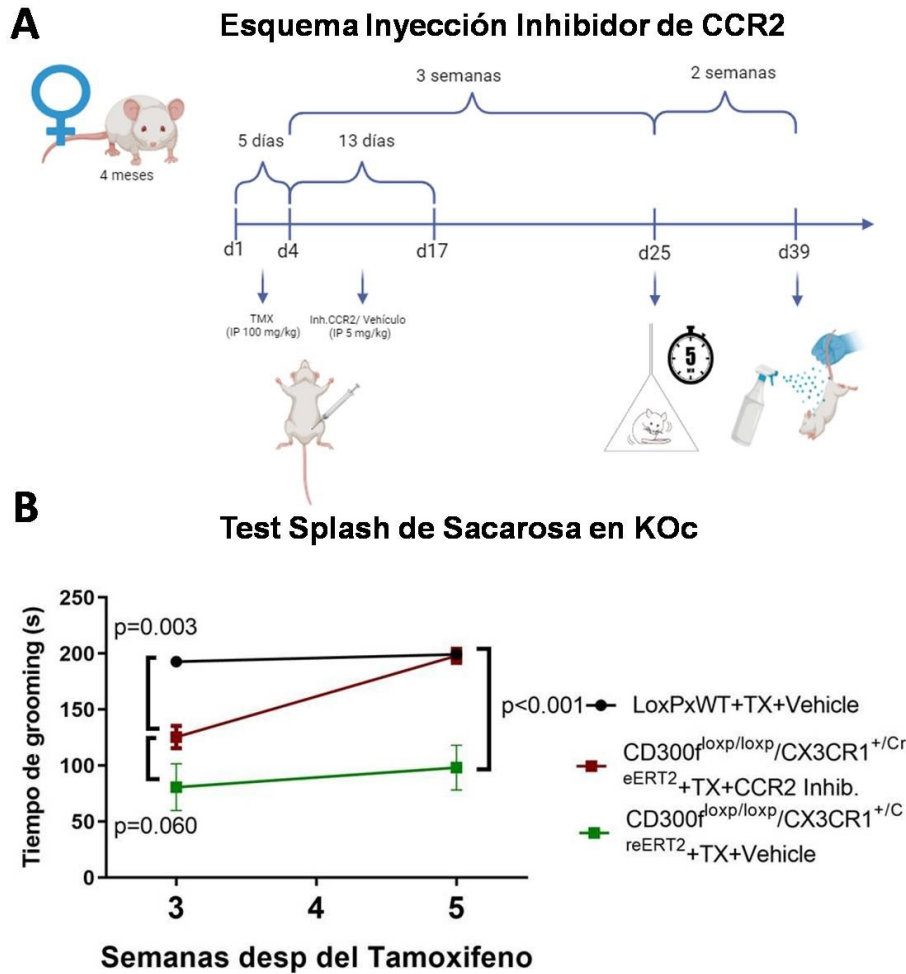 A
Esquema Inyección Inhibidor de CCR2
3 semanas
2 semanas
5 días
13 días
4 meses
d1
d4
d17
d25
d39
TMX
(IP 100 mg/kg)
Inh.CCR2/ Vehículo
(IP 5 mg/kg)
5
B
Test Splash de Sacarosa en KOc
Tiempo de grooming (s)
250
200
150
100
50
0
p=0.003
p=0.060
p<0.001
3
4
5
Semanas desp del Tamoxifeno
LoxPxWT+TX+Vehicle
CD300floxp/loxp/CX3CR1+/Cr
eERT2+TX+CCR2 Inhib.
CD300floxp/loxp/CX3CR1+/C
reERT2+TX+Vehicle